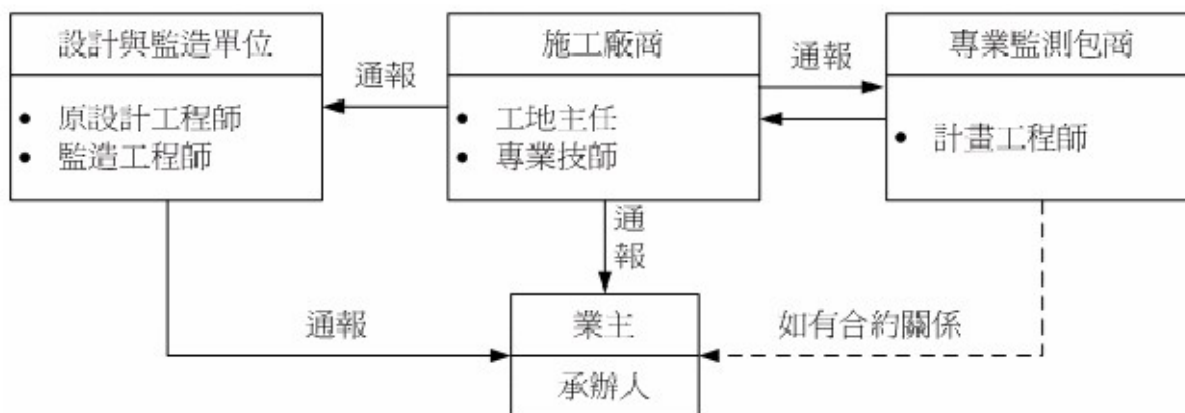 設計與監造單位
• 原設計工程師
• 監造工程師
通報
施工廠商
• 工地主任
• 專業技師
通報
專業監測包商
• 計畫工程師
通
報
通報
業主
承辦人
如有合約關係